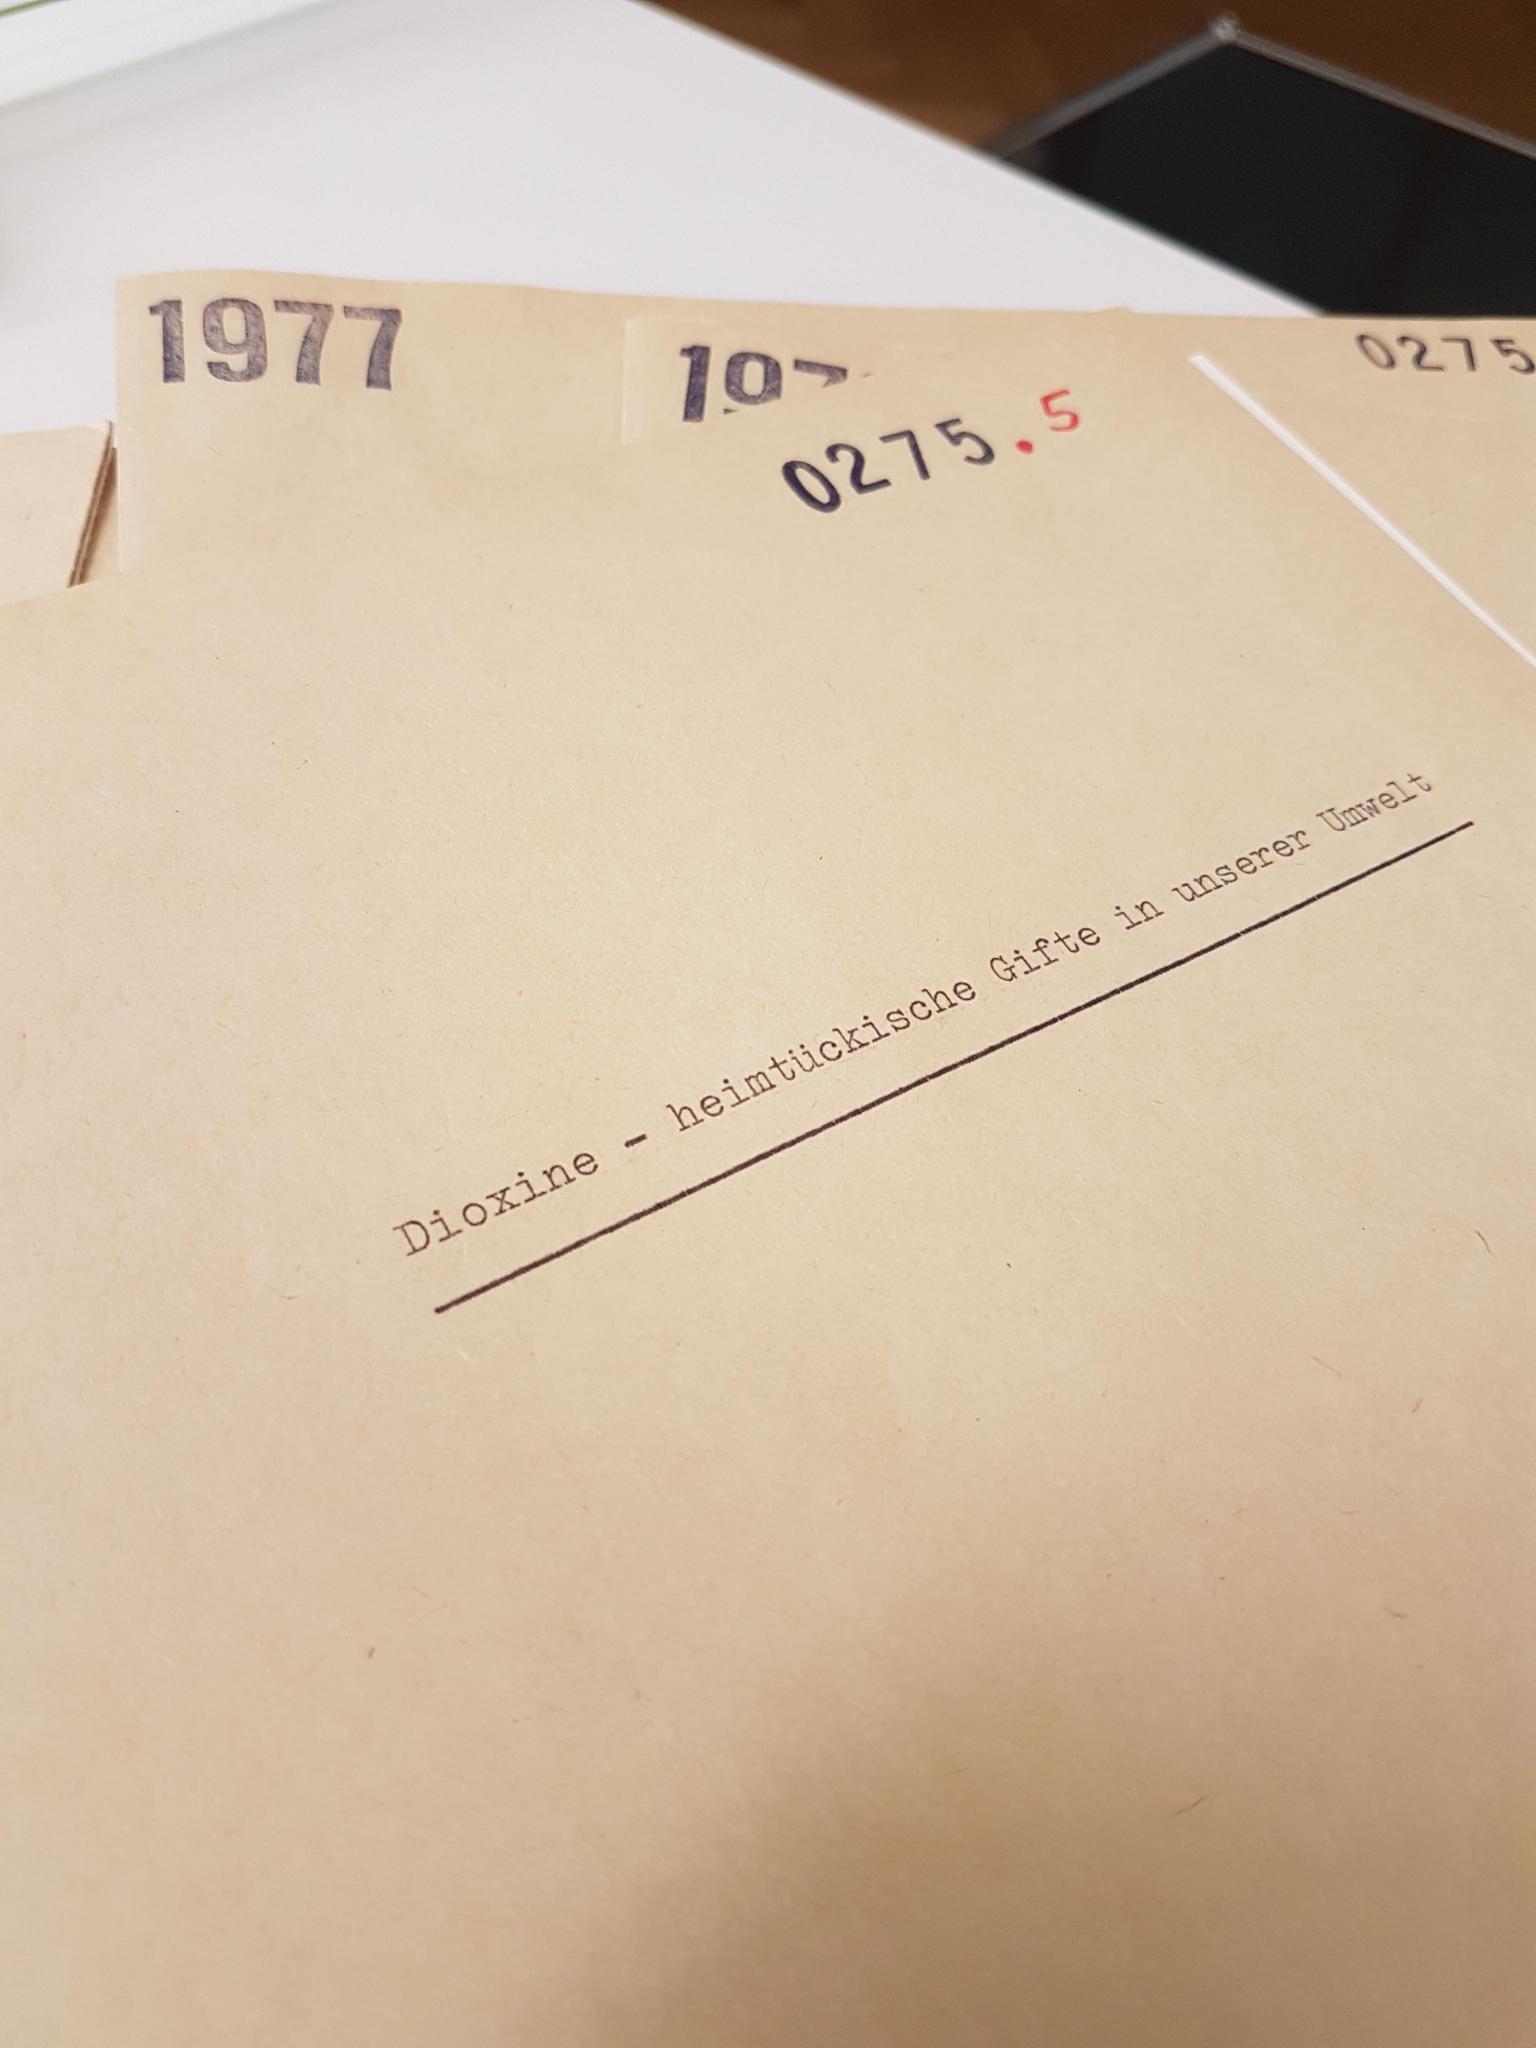 1977
0275
0275.5
Dioxine - heimtückische Gifte in unserer Umwelt